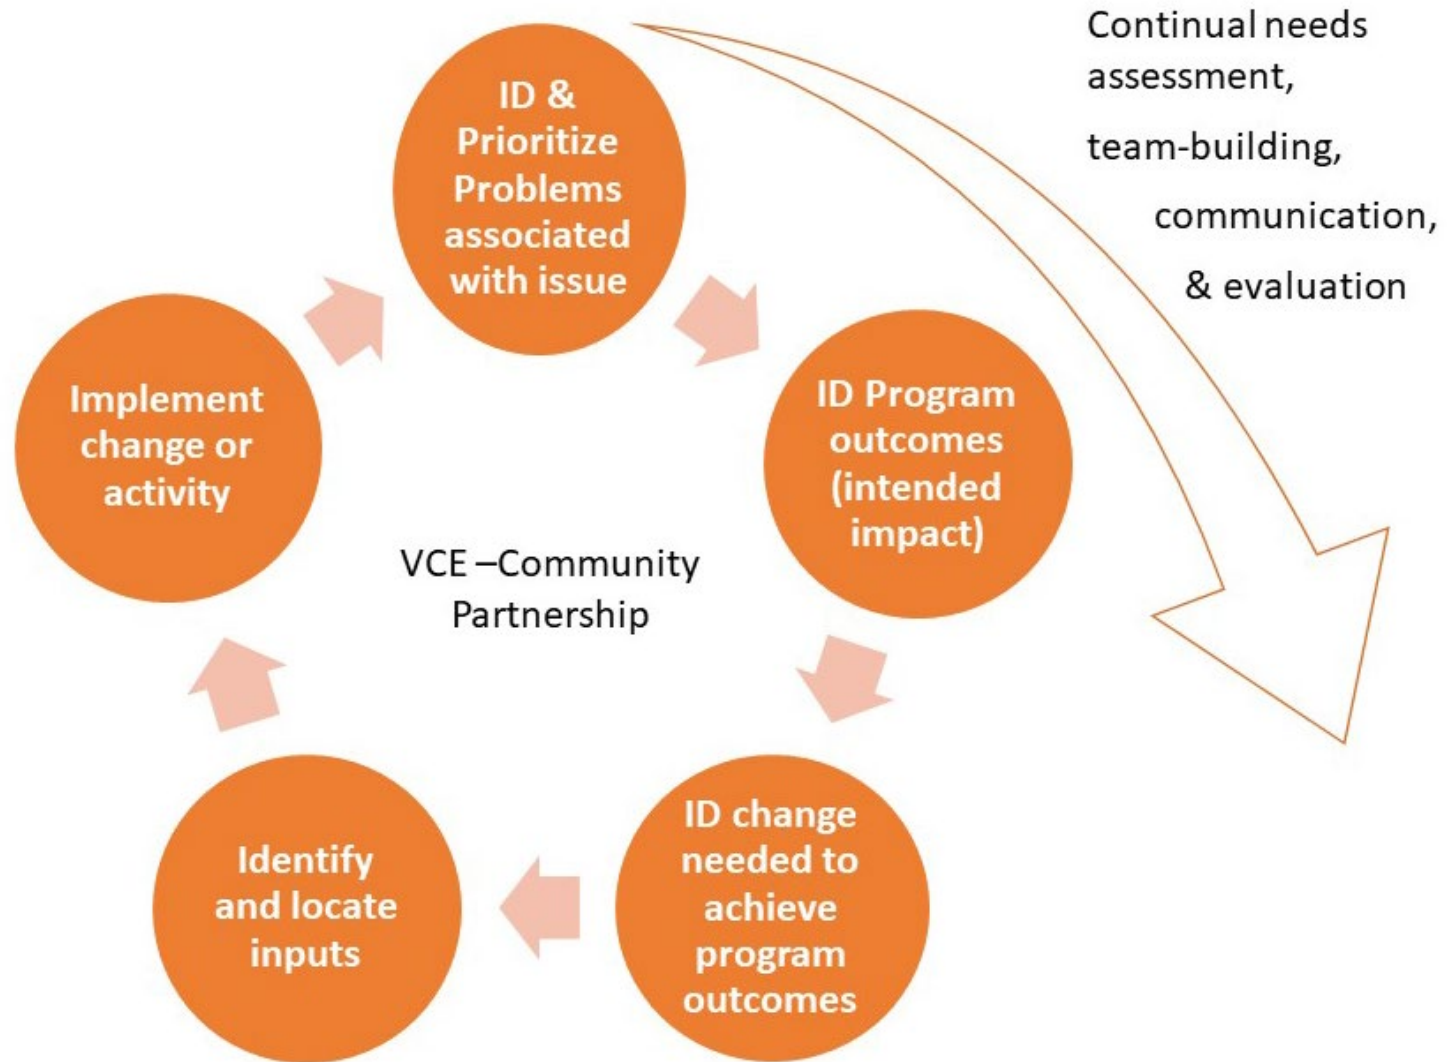 ID &
Prioritize
Problems
associated
with issue
Continual needs
assessment,
team-building,
communication,
& evaluation
ID Program
outcomes
(intended
impact)
ID change
needed to
achieve
program
outcomes
Identify
and locate
inputs
Implement
change or
activity
VCE –Community
Partnership